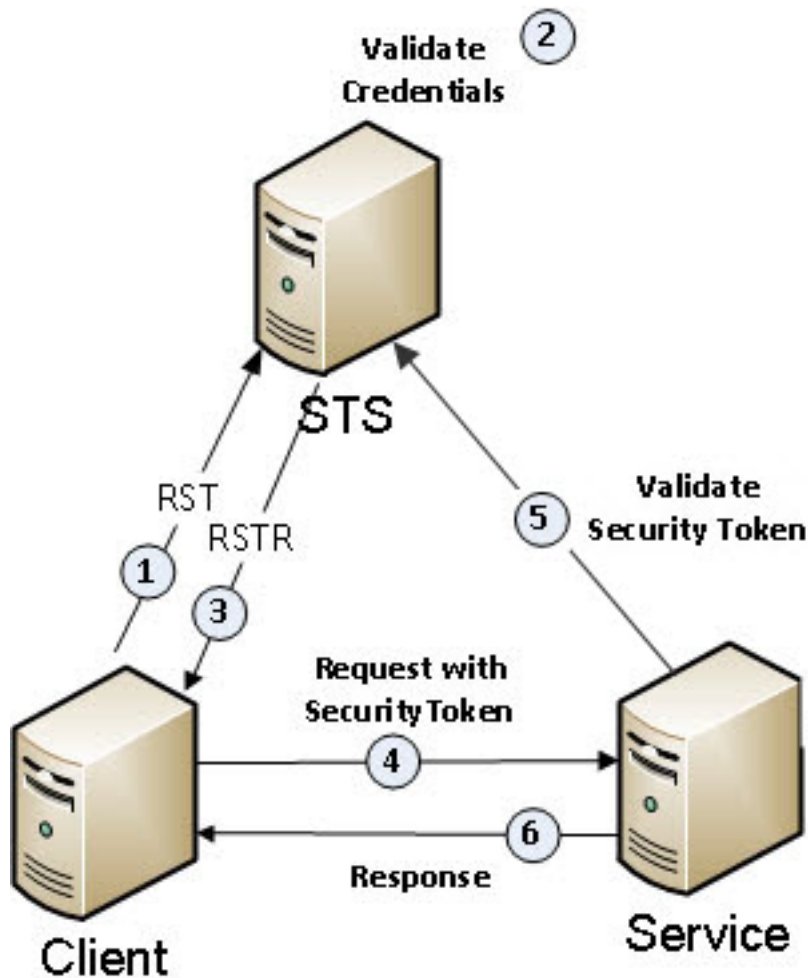 Validate 2
Credentials
STS
RST
RSTR
1
3
5
Validate
Security Token
Request with
Security Token
4
6
Response
Client
Service